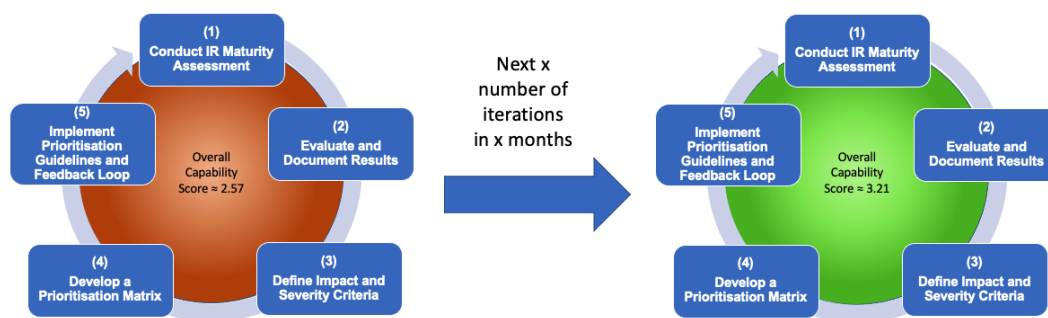 (1)
Conduct IR Maturity
Assessment
(2)
Evaluate and
Document Results
(3)
Define Impact and
Severity Criteria
(4)
Develop a
Prioritisation Matrix
(5)
Implement
Prioritisation
Guidelines and
Feedback Loop
Overall
Capability
Score ≈ 2.57
Next x
number of
iterations
in x months
(1)
Conduct IR Maturity
Assessment
(2)
Evaluate and
Document Results
(3)
Define Impact and
Severity Criteria
(4)
Develop a
Prioritisation Matrix
(5)
Implement
Prioritisation
Guidelines and
Feedback Loop
Overall
Capability
Score ≈ 3.21